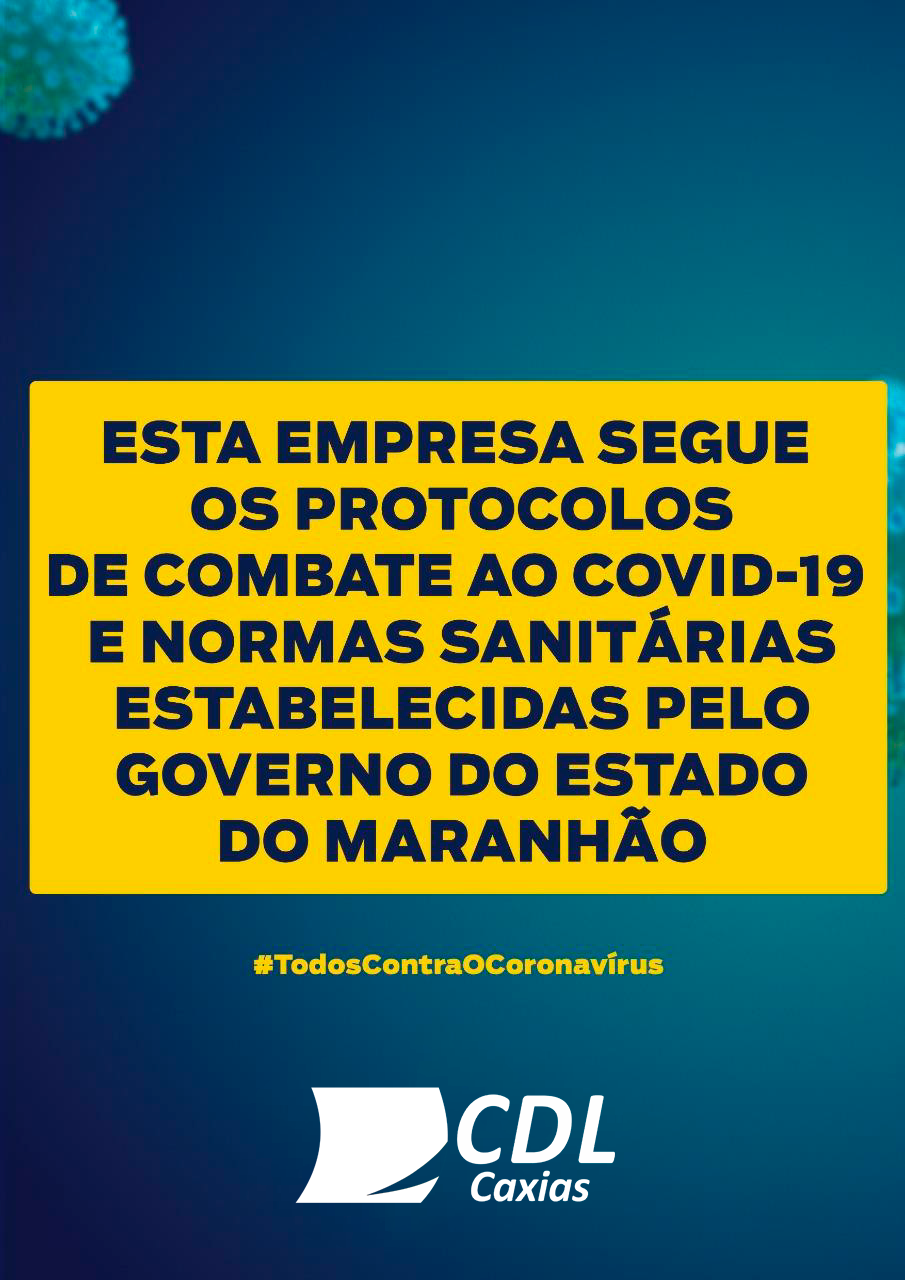 ESTA EMPRESA SEGUE
OS PROTOCOLOS
DE COMBATE AO COVID-19
E NORMAS SANITÁRIAS
ESTABELECIDAS PELO
GOVERNO DO ESTADO
DO MARANHÃO
#TodosContraOCoronavírus
CDL
Caxias